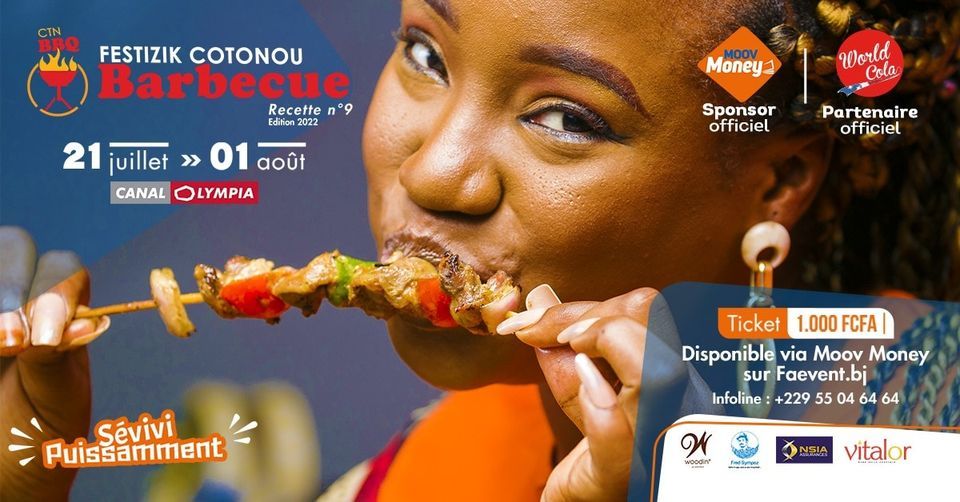 CTN
BBQ
FESTIZIK COTONOU
Barbecue
Recette n°9
Edition 2022
21 juillet » 01 août
CANAL OLYMPIA
MOOV
Money
Sponsor
officiel
World
Cola
Partenaire
officiel
Ticket 1.000 FCFA |
Disponible via Moov Money
sur Faevent.bj
Infoline : +229 55 04 64 64
Sévivi
Puissamment
W
woodin
Fred Sympaz
NSIA
ASSURANCES
vitalor